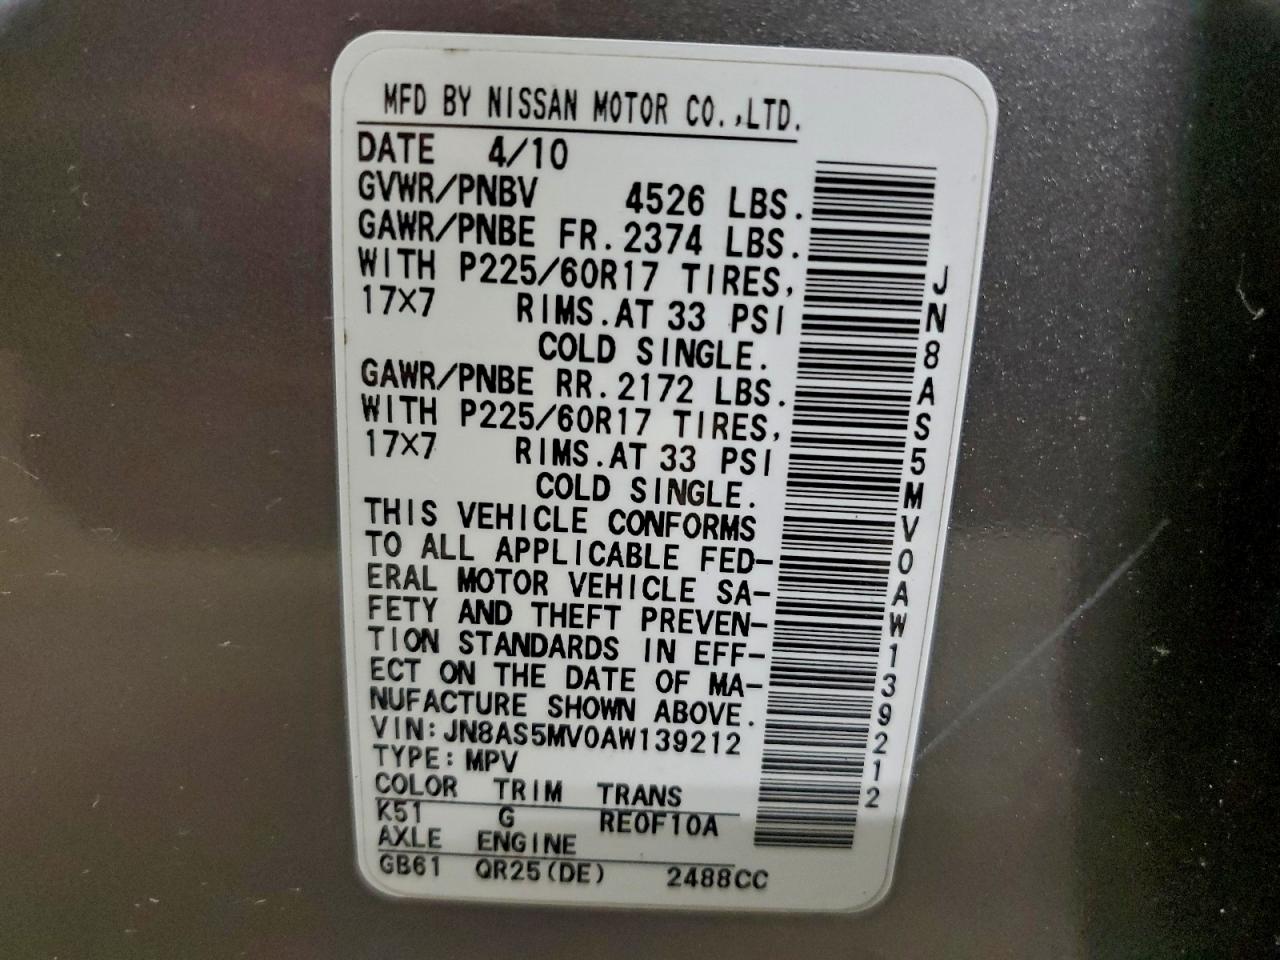 MFD BY NISSAN MOTOR CO.,LTD.
DATE 4/10
GVWR/PNBV 4526 LBS.
GAWR/PNBE FR.2374 LBS.
WITH P225/60R17 TIRES,
17X7 RIMS.AT 33 PSI
COLD SINGLE.
GAWR/PNBE RR.2172 LBS.
WITH P225/60R17 TIRES,
17X7 RIMS.AT 33 PSI
COLD SINGLE.
THIS VEHICLE CONFORMS
TO ALL APPLICABLE FED-
ERAL MOTOR VEHICLE SA-
FETY AND THEFT PREVEN-
TION STANDARDS IN EFF-
ECT ON THE DATE OF MA-
NUFACTURE SHOWN ABOVE.
VIN:JN8AS5MV0AW139212
TYPE:MPV
COLOR TRIM TRANS
K51 G RE0F10A
AXLE ENGINE
GB61 QR25(DE) 2488CC
JN8AS5MV0AW139212